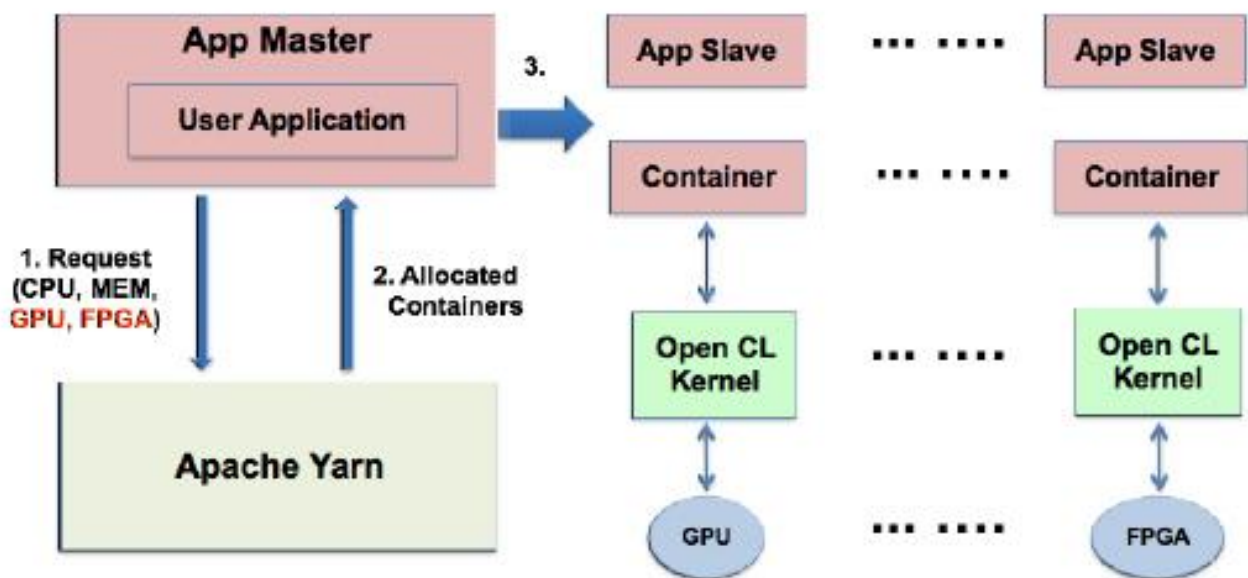 App Master
User Application
3.
App Slave
App Slave
Container
Container
1. Request
(CPU, MEM,
GPU, FPGA)
2. Allocated
Containers
Open CL
Kernel
Open CL
Kernel
Apache Yarn
GPU
FPGA